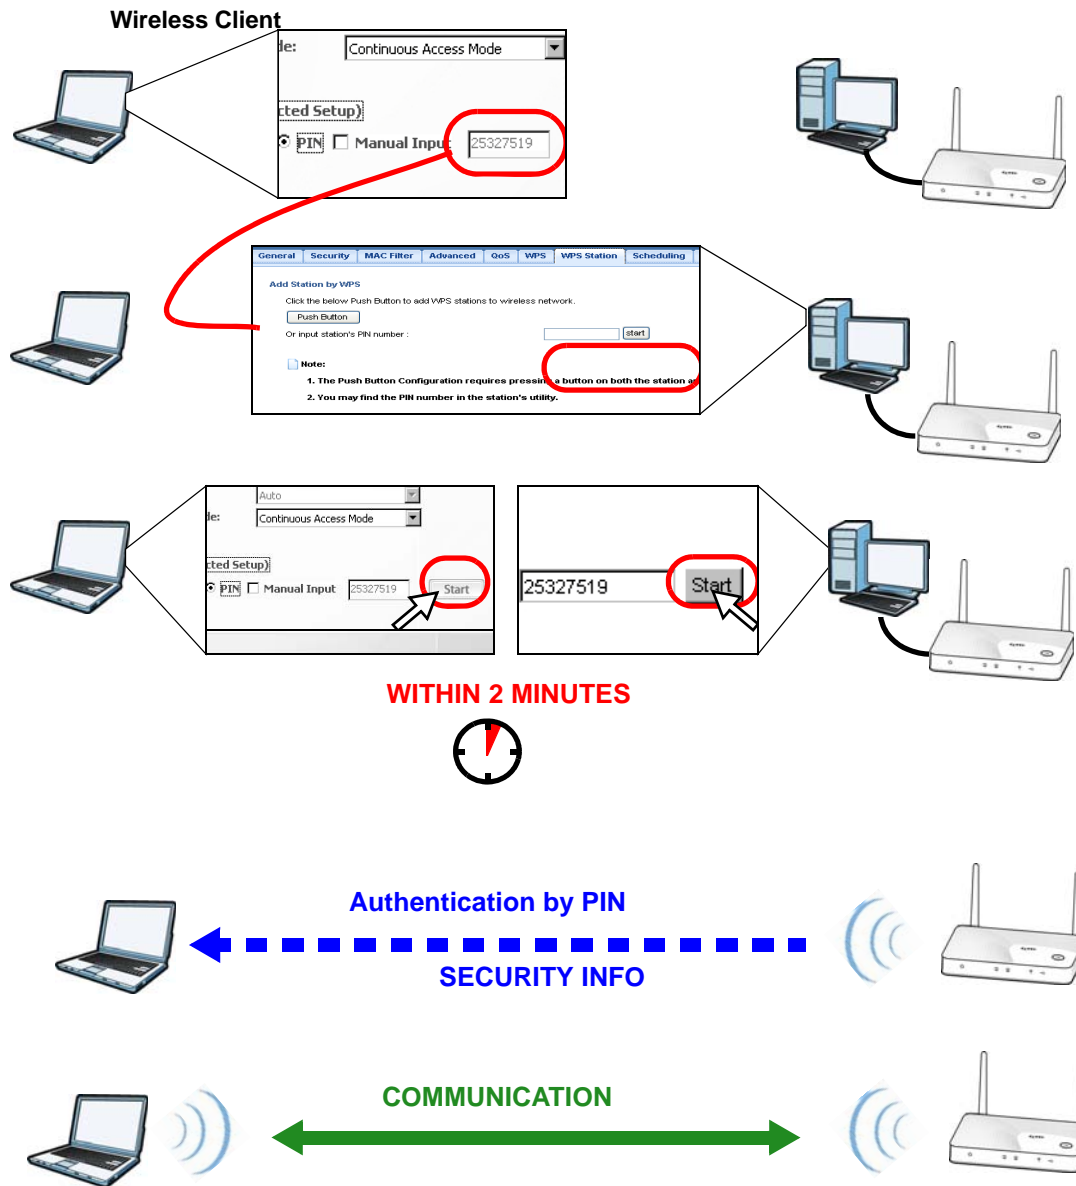 Wireless Client
de:
Continuous Access Mode
cted Setup)
PIN
Manual Input
25327519
General
Security
MAC Filter
Advanced
QoS
WPS
WPS Station
Scheduling
Add Station by WPS
Click the below Push Button to add WPS stations to wireless network.
Push Button
Or input station's PIN number :
start
Note:
1. The Push Button Configuration requires pressing a button on both the station a
2. You may find the PIN number in the station's utility.
Auto
de:
Continuous Access Mode
cted Setup)
PIN
Manual Input
25327519
Start
25327519
Start
WITHIN 2 MINUTES
Authentication by PIN
SECURITY INFO
COMMUNICATION